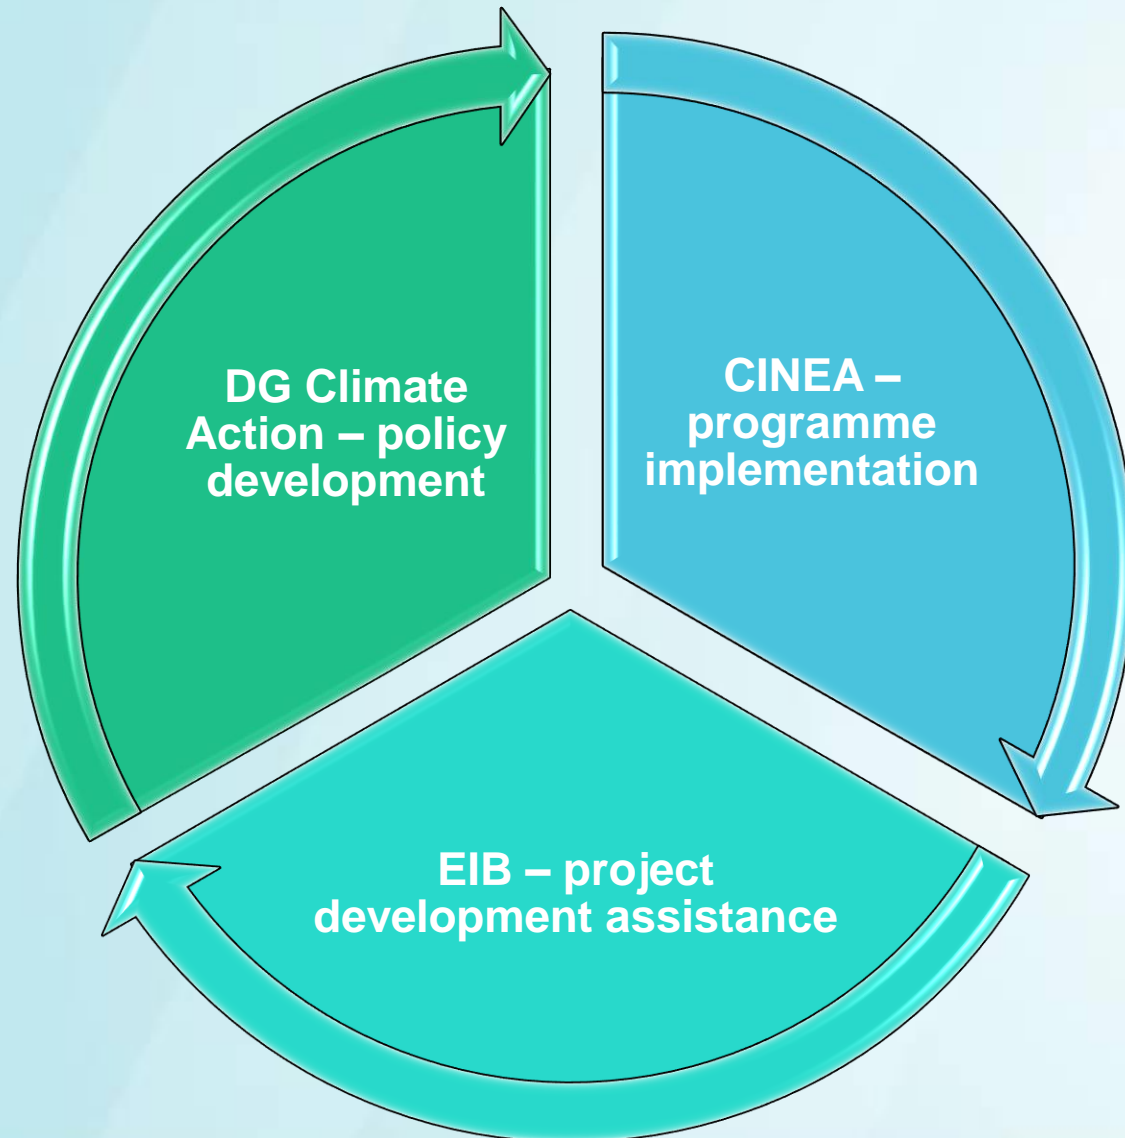 DG Climate
Action – policy
development
CINEA –
programme
implementation
EIB – project
development assistance